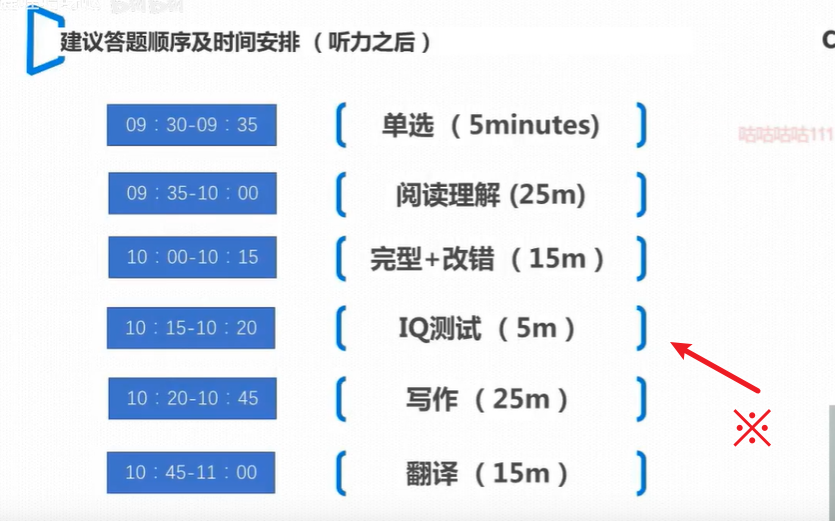 建议答题顺序及时间安排 （ 听力之后 ）
咕咕咕咕111
09：30-09：35
单选 （ 5minutes)
09：35-10：00
阅读理解 (25m)
10：00-10：15
完型+改错 （ 15m ）
10：15-10：20
IQ测试 （ 5m ）
10：20-10：45
写作 （ 25m ）
※
10：45-11：00
翻译 （ 15m ）